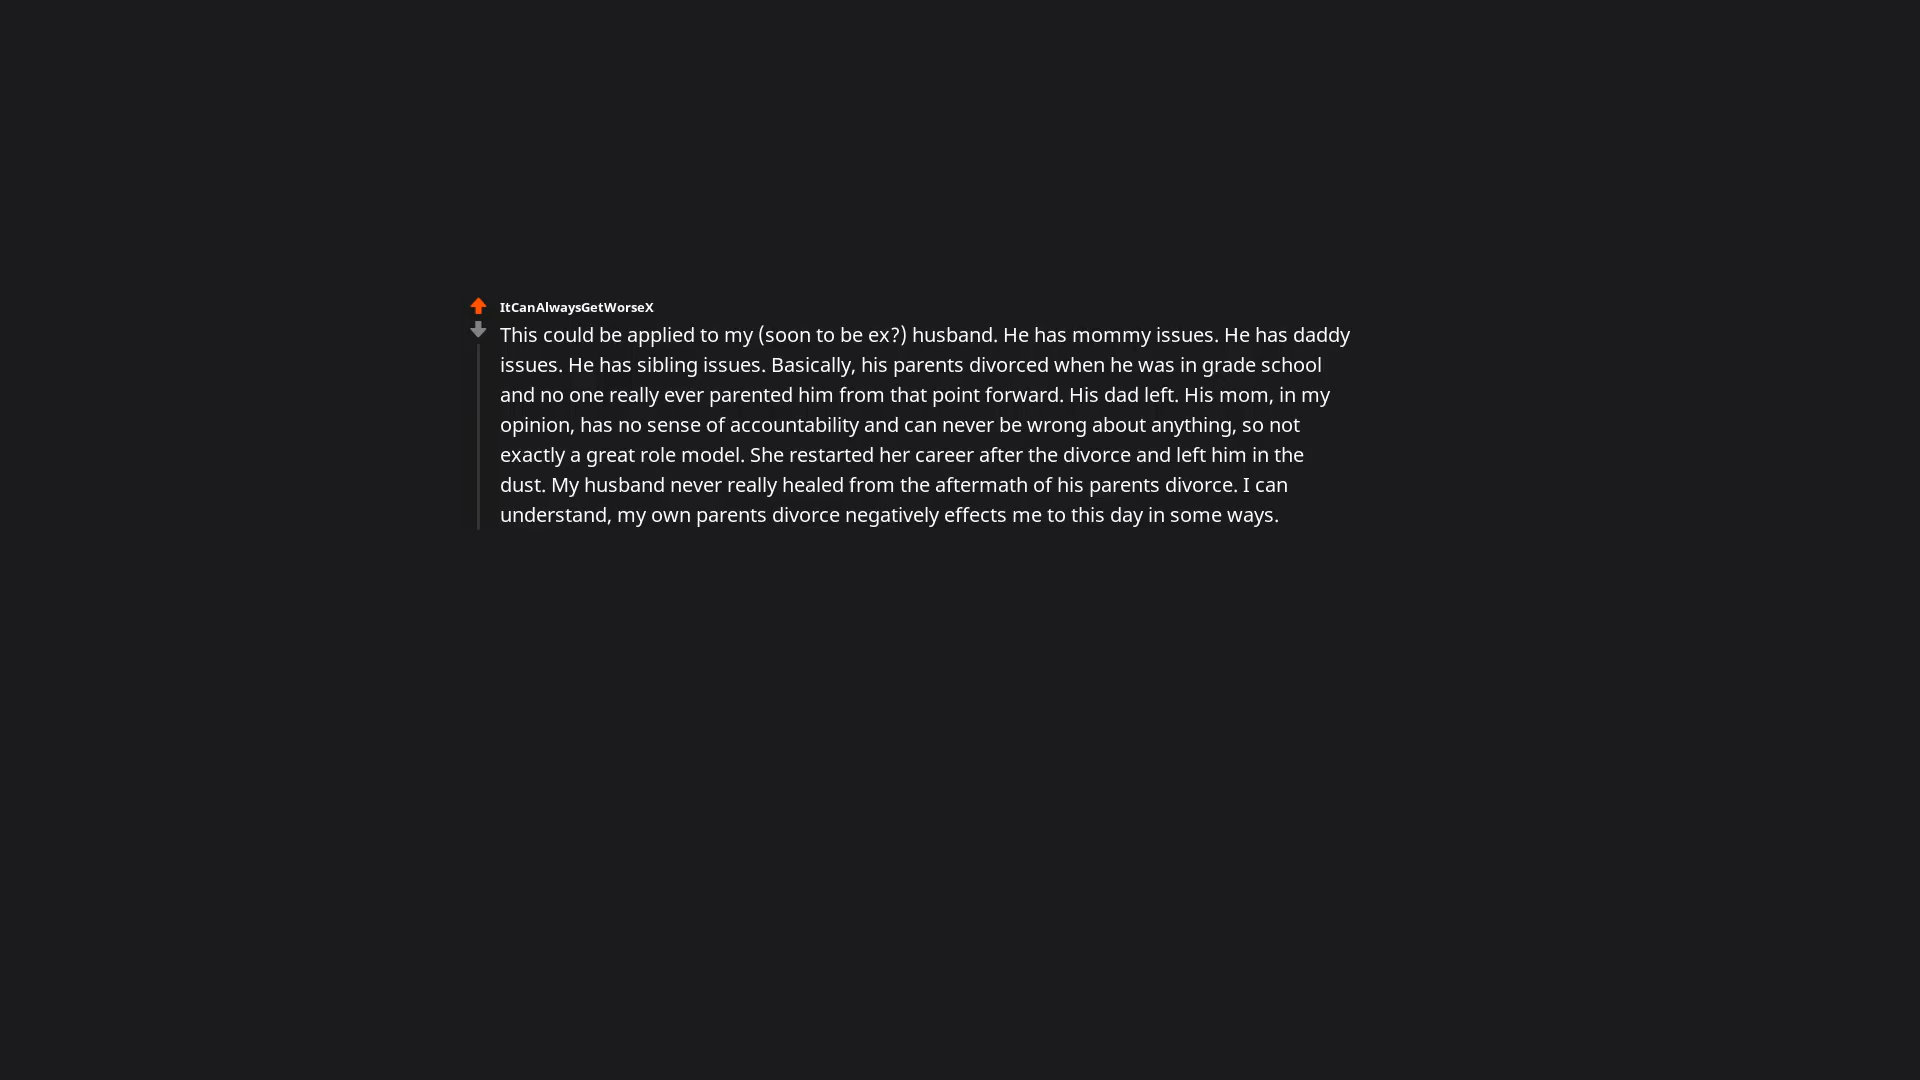 ItCanAlwaysGetWorseX
This could be applied to my (soon to be ex?) husband. He has mommy issues. He has daddy
issues. He has sibling issues. Basically, his parents divorced when he was in grade school
and no one really ever parented him from that point forward. His dad left. His mom, in my
opinion, has no sense of accountability and can never be wrong about anything, so not
exactly a great role model. She restarted her career after the divorce and left him in the
dust. My husband never really healed from the aftermath of his parents divorce. I can
understand, my own parents divorce negatively effects me to this day in some ways.